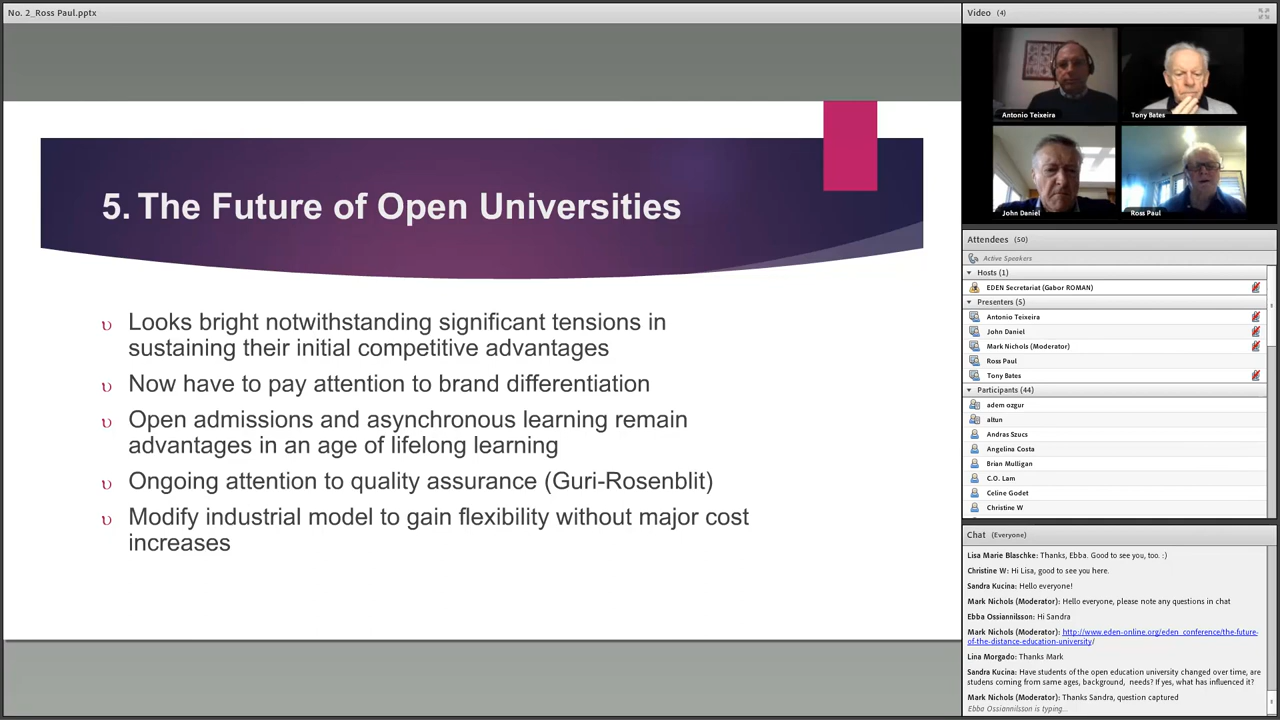 No. 2_Ross Paul.pptx
5. The Future of Open Universities
Looks bright notwithstanding significant tensions in
sustaining their initial competitive advantages
Now have to pay attention to brand differentiation
Open admissions and asynchronous learning remain
advantages in an age of lifelong learning
Ongoing attention to quality assurance (Guri-Rosenblit)
Modify industrial model to gain flexibility without major cost
increases
Video (4)
Antonio Teixeira
Tony Bates
John Daniel
Ross Paul
Attendees (50)
Active Speakers
Hosts (1)
EDEN Secretariat (Gabor ROMAN)
Presenters (5)
Antonio Teixeira
John Daniel
Mark Nichols (Moderator)
Ross Paul
Tony Bates
Participants (44)
adem ozgur
altun
Andras Szucs
Angelina Costa
Brian Mulligan
C.O. Lam
Celine Godet
Christine W
Chat (Everyone)
Lisa Marie Blaschke: Thanks, Ebba. Good to see you, too. :)
Christine W: Hi Lisa, good to see you here.
Sandra Kucina: Hello everyone!
Mark Nichols (Moderator): Hello everyone, please note any questions in chat
Ebba Ossiannilsson: Hi Sandra
Mark Nichols (Moderator): http://www.eden-online.org/eden_conference/the-future-
of-the-distance-education-university/
Lina Morgado: Thanks Mark
Sandra Kucina: Have students of the open education university changed over time, are
studens coming from same ages, background, needs? If yes, what has influenced it?
Mark Nichols (Moderator): Thanks Sandra, question captured
Ebba Ossiannilsson is typing...